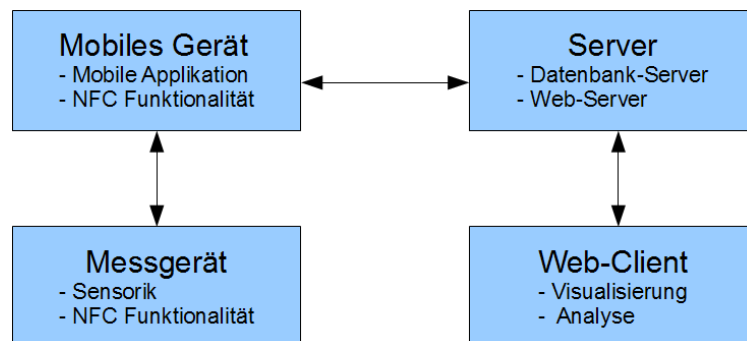 Mobiles Gerät
- Mobile Applikation
- NFC Funktionalität
Server
- Datenbank-Server
- Web-Server
Messgerät
- Sensorik
- NFC Funktionalität
Web-Client
- Visualisierung
- Analyse